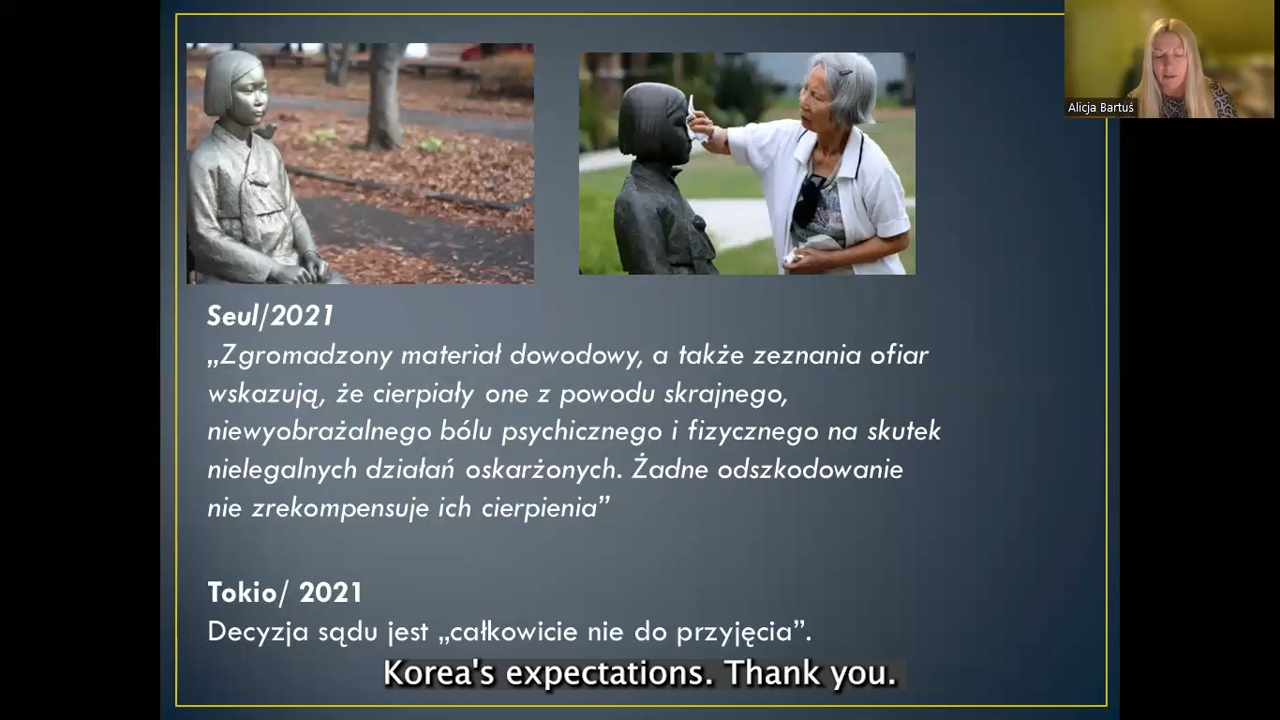 Alicja Bartuś
Seul/2021
„Zgromadzony materiał dowodowy, a także zeznania ofiar
wskazują, że cierpiały one z powodu skrajnego,
niewyobrażalnego bólu psychicznego i fizycznego na skutek
nielegalnych działań oskarżonych. Żadne odszkodowanie
nie zrekompensuje ich cierpienia”
Tokio/ 2021
Decyzja sądu jest „całkowicie nie do przyjęcia”.
Korea's expectations. Thank you.